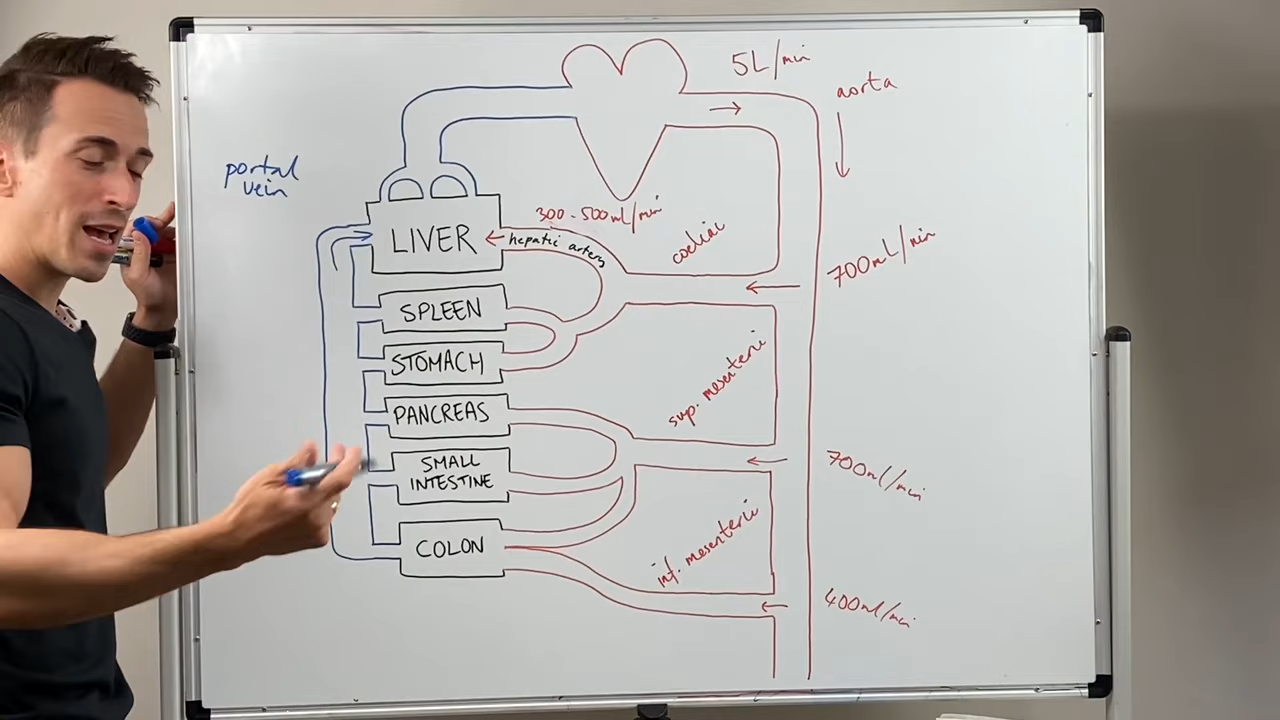 5L/min
aorta
portal
vein
300-500ml/min
LIVER
hepatic artery
coeliac
700mL/min
SPLEEN
STOMACH
sup. mesenteric
PANCREAS
SMALL
INTESTINE
700ml/min
COLON
inf. mesenteric
400ml/min